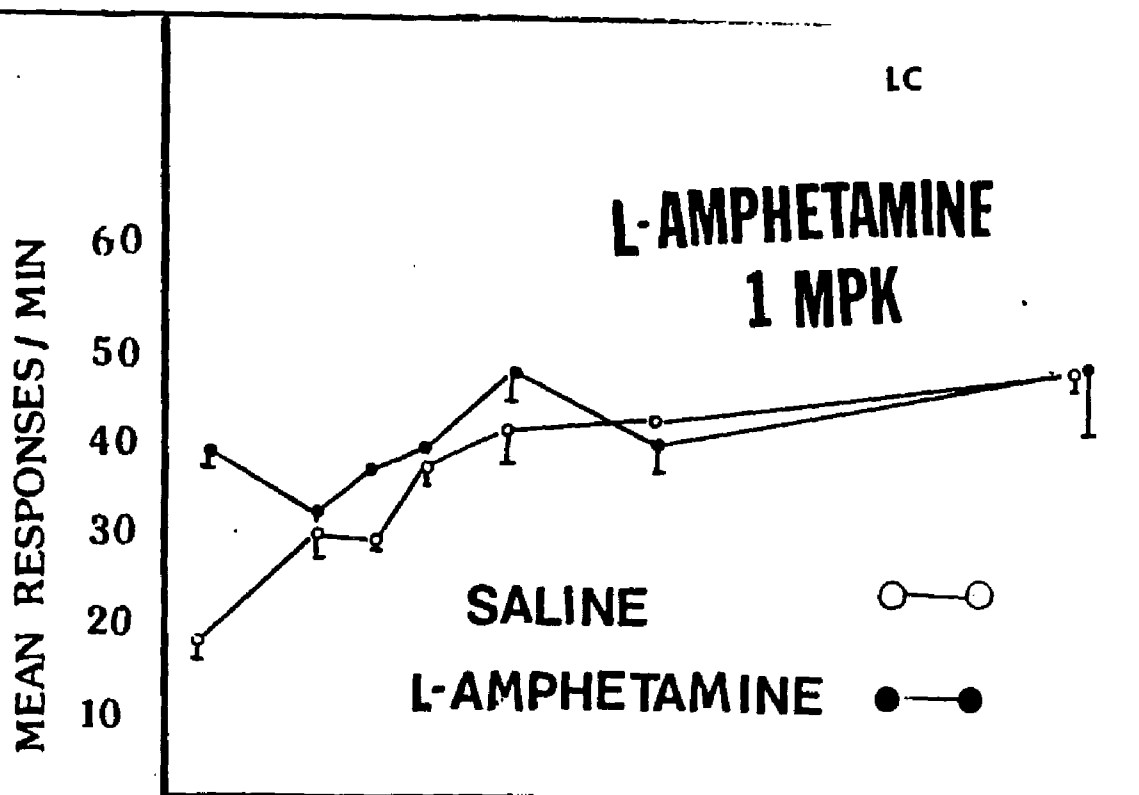 LC
L-AMPHETAMINE
1 MPK
MEAN RESPONSES/MIN
60
50
40
30
20
10
SALINE
L-AMPHETAMINE